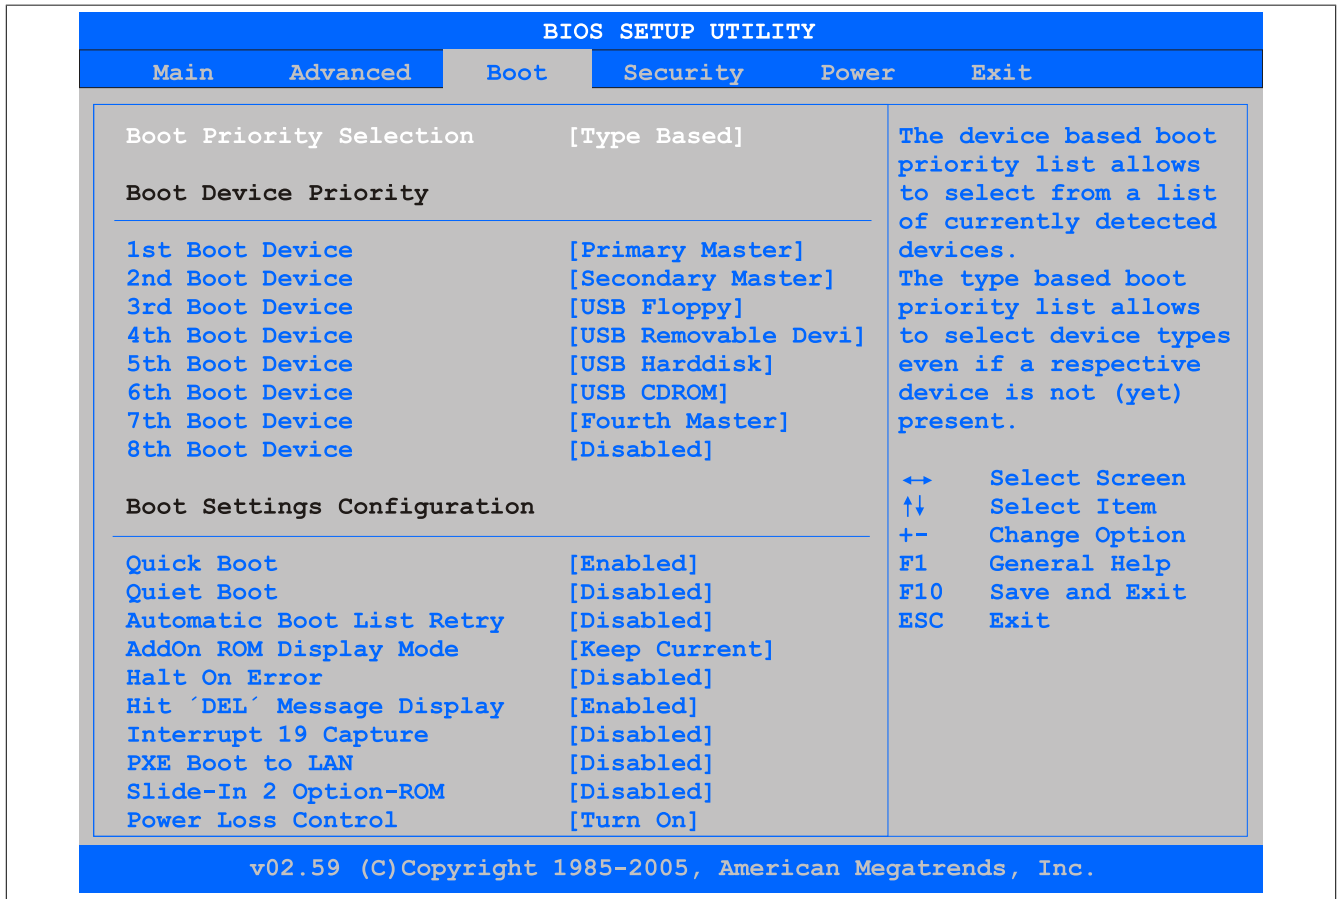 BIOS SETUP UTILITY
Main Advanced Boot Security Power Exit
Boot Priority Selection [Type Based]
Boot Device Priority
1st Boot Device [Primary Master]
2nd Boot Device [Secondary Master]
3rd Boot Device [USB Floppy]
4th Boot Device [USB Removable Devi]
5th Boot Device [USB Harddisk]
6th Boot Device [USB CDROM]
7th Boot Device [Fourth Master]
8th Boot Device [Disabled]
Boot Settings Configuration
Quick Boot [Enabled]
Quiet Boot [Disabled]
Automatic Boot List Retry [Disabled]
AddOn ROM Display Mode [Keep Current]
Halt On Error [Disabled]
Hit ´DEL´ Message Display [Enabled]
Interrupt 19 Capture [Disabled]
PXE Boot to LAN [Disabled]
Slide-In 2 Option-ROM [Disabled]
Power Loss Control [Turn On]
The device based boot
priority list allows
to select from a list
of currently detected
devices.
The type based boot
priority list allows
to select device types
even if a respective
device is not (yet)
present.
↔ Select Screen
↑↓ Select Item
+- Change Option
F1 General Help
F10 Save and Exit
ESC Exit
v02.59 (C)Copyright 1985-2005, American Megatrends, Inc.